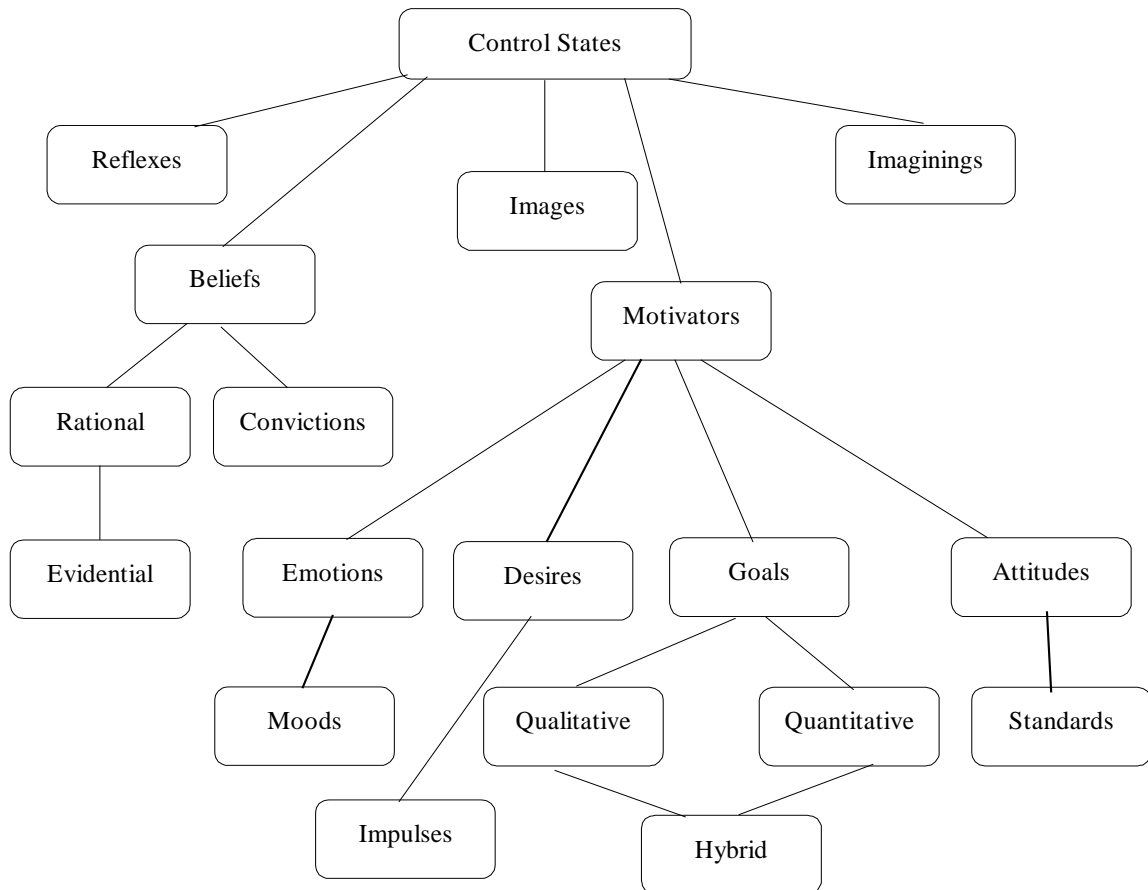 Control States
Reflexes
Imaginings
Images
Beliefs
Motivators
Rational
Convictions
Evidential
Emotions
Desires
Goals
Attitudes
Moods
Qualitative
Quantitative
Standards
Impulses
Hybrid